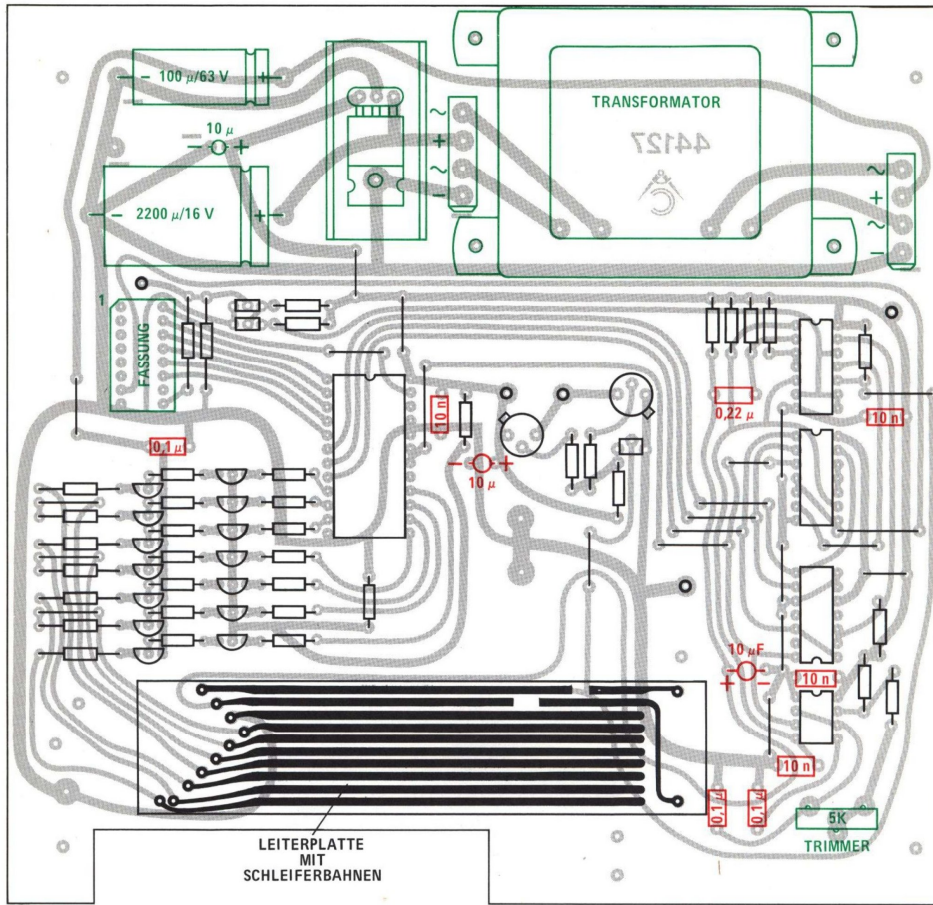 100 µ/63 V
− +
10 µ
− +
2200 µ/16 V
− +
~
+
~
−
TRANSFORMATOR
44127
~
+
~
−
1
FASSUNG
0,1 µ
10 n
− +
10 µ
0,22 µ
10 n
10 µF
+ −
10 n
10 n
0,1 µ
0,1 µ
5K
TRIMMER
LEITERPLATTE
MIT
SCHLEIFERBAHNEN